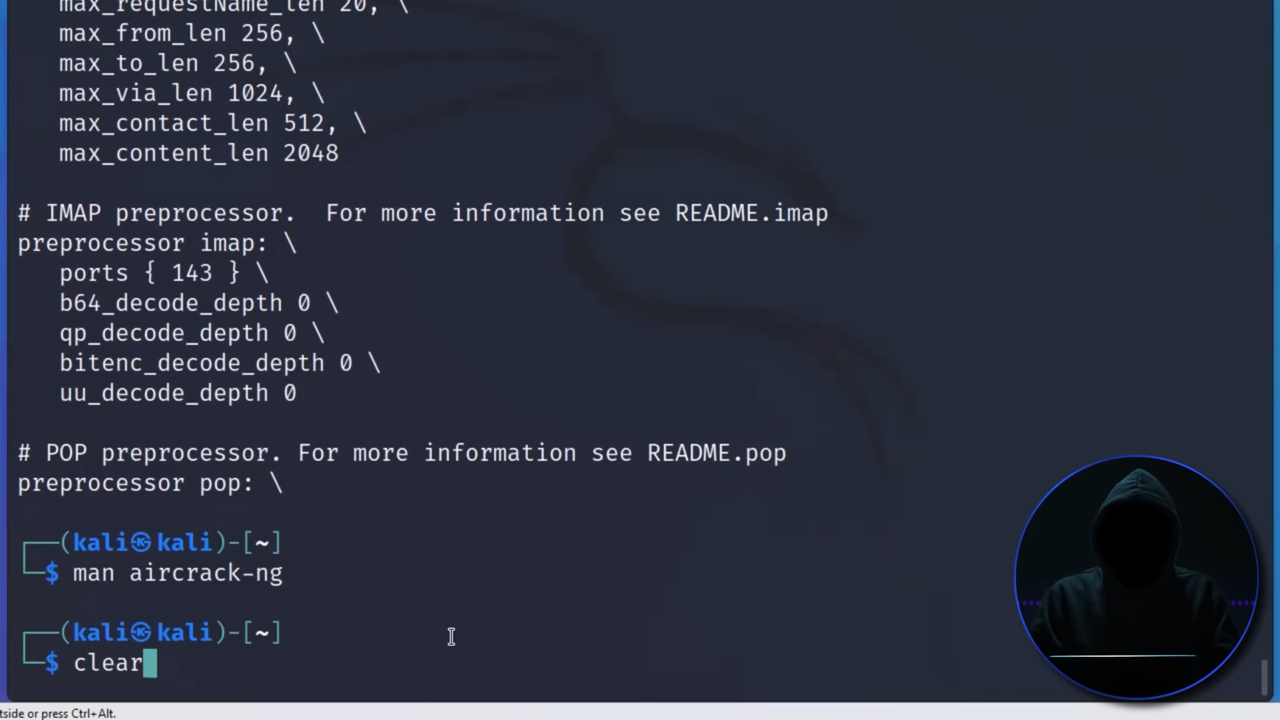 max_requestName_len 20, \
max_from_len 256, \
max_to_len 256, \
max_via_len 1024, \
max_contact_len 512, \
max_content_len 2048
# IMAP preprocessor.  For more information see README.imap
preprocessor imap: \
ports { 143 } \
b64_decode_depth 0 \
qp_decode_depth 0 \
bitenc_decode_depth 0 \
uu_decode_depth 0
# POP preprocessor. For more information see README.pop
preprocessor pop: \
┌──(kali㉿kali)-[~]
└─$ man aircrack-ng
┌──(kali㉿kali)-[~]
└─$ clear
tside or press Ctrl+Alt.